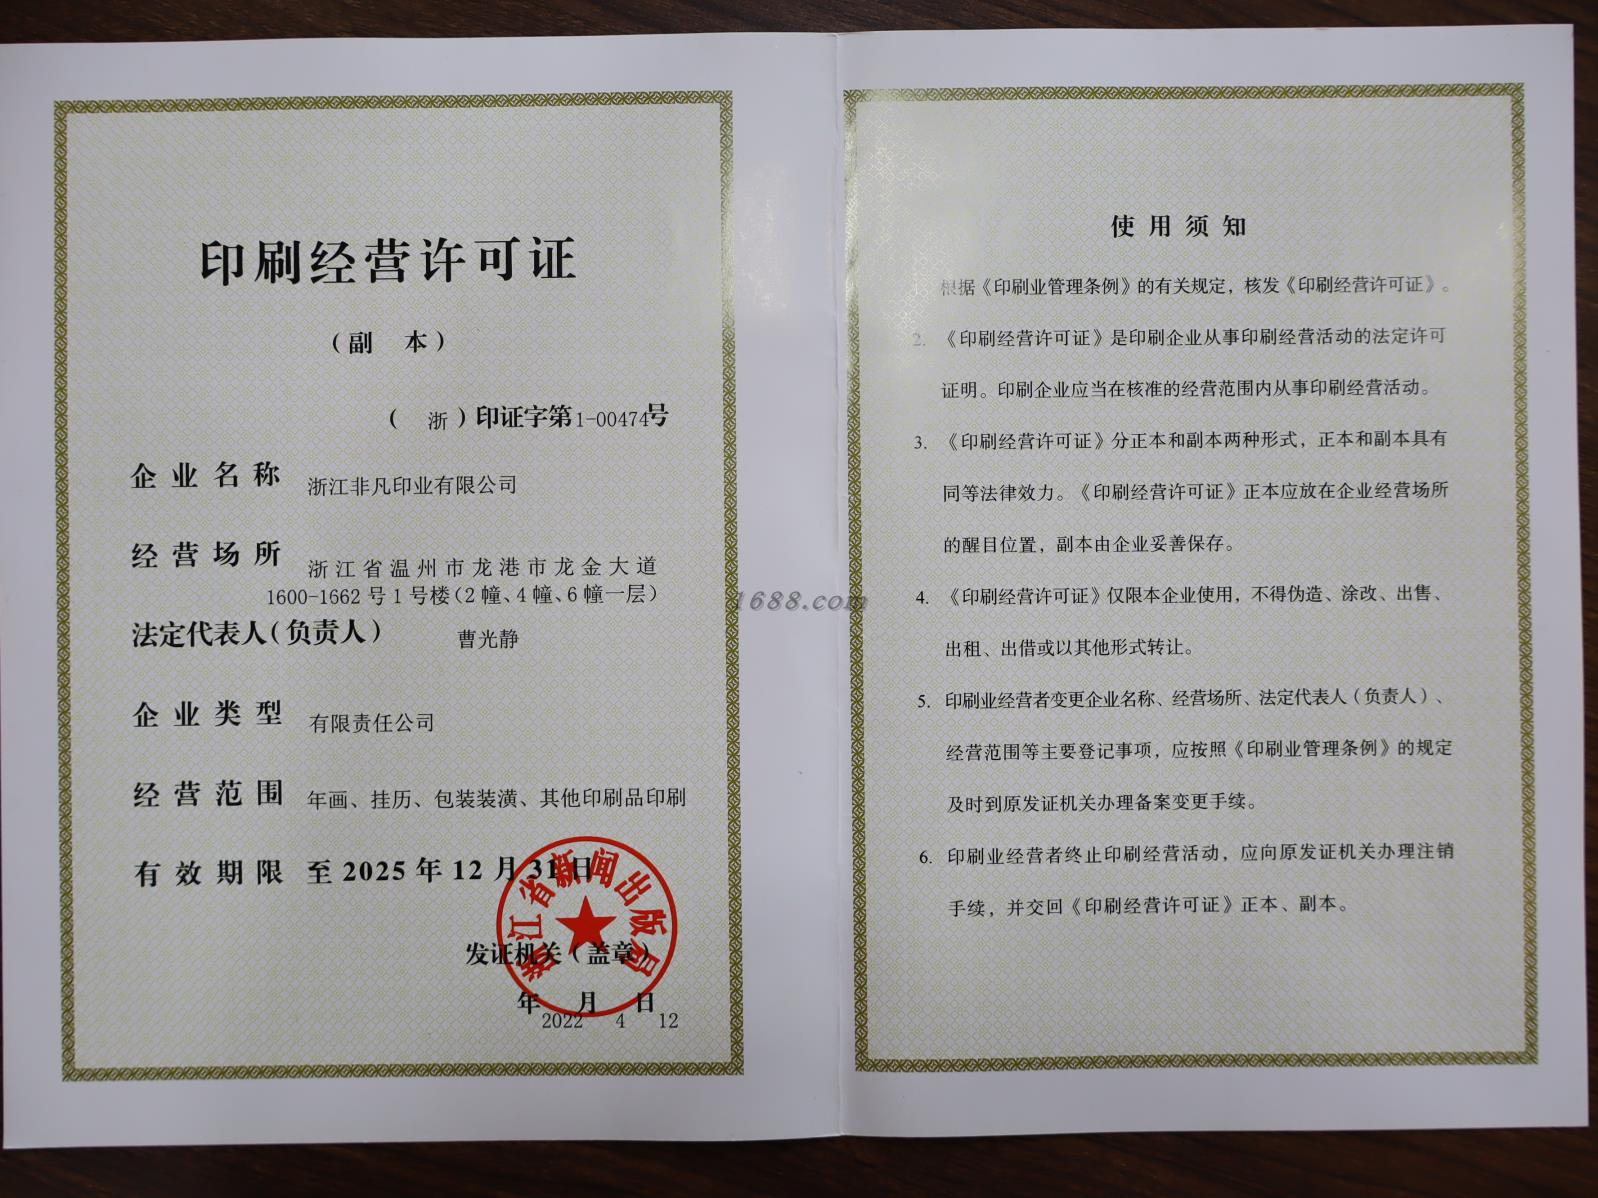 印刷经营许可证
（副 本）
（ 浙 ）印证字第1-00474号
企业名称 浙江非凡印业有限公司
经营场所 浙江省温州市龙港市龙金大道
1600-1662号1号楼（2幢、4幢、6幢一层）
法定代表人（负责人） 曹光静
企业类型 有限责任公司
经营范围 年画、挂历、包装装潢、其他印刷品印刷
有效期限 至2025年12月31日
浙江省新闻出版局
发证机关（盖章）
年 月 日
2022 4 12
1688.com
使用须知
根据《印刷业管理条例》的有关规定，核发《印刷经营许可证》。
2. 《印刷经营许可证》是印刷企业从事印刷经营活动的法定许可
证明。印刷企业应当在核准的经营范围内从事印刷经营活动。
3. 《印刷经营许可证》分正本和副本两种形式，正本和副本具有
同等法律效力。《印刷经营许可证》正本应放在企业经营场所
的醒目位置，副本由企业妥善保存。
4. 《印刷经营许可证》仅限本企业使用，不得伪造、涂改、出售、
出租、出借或以其他形式转让。
5. 印刷业经营者变更企业名称、经营场所、法定代表人（负责人）、
经营范围等主要登记事项，应按照《印刷业管理条例》的规定
及时到原发证机关办理备案变更手续。
6. 印刷业经营者终止印刷经营活动，应向原发证机关办理注销
手续，并交回《印刷经营许可证》正本、副本。